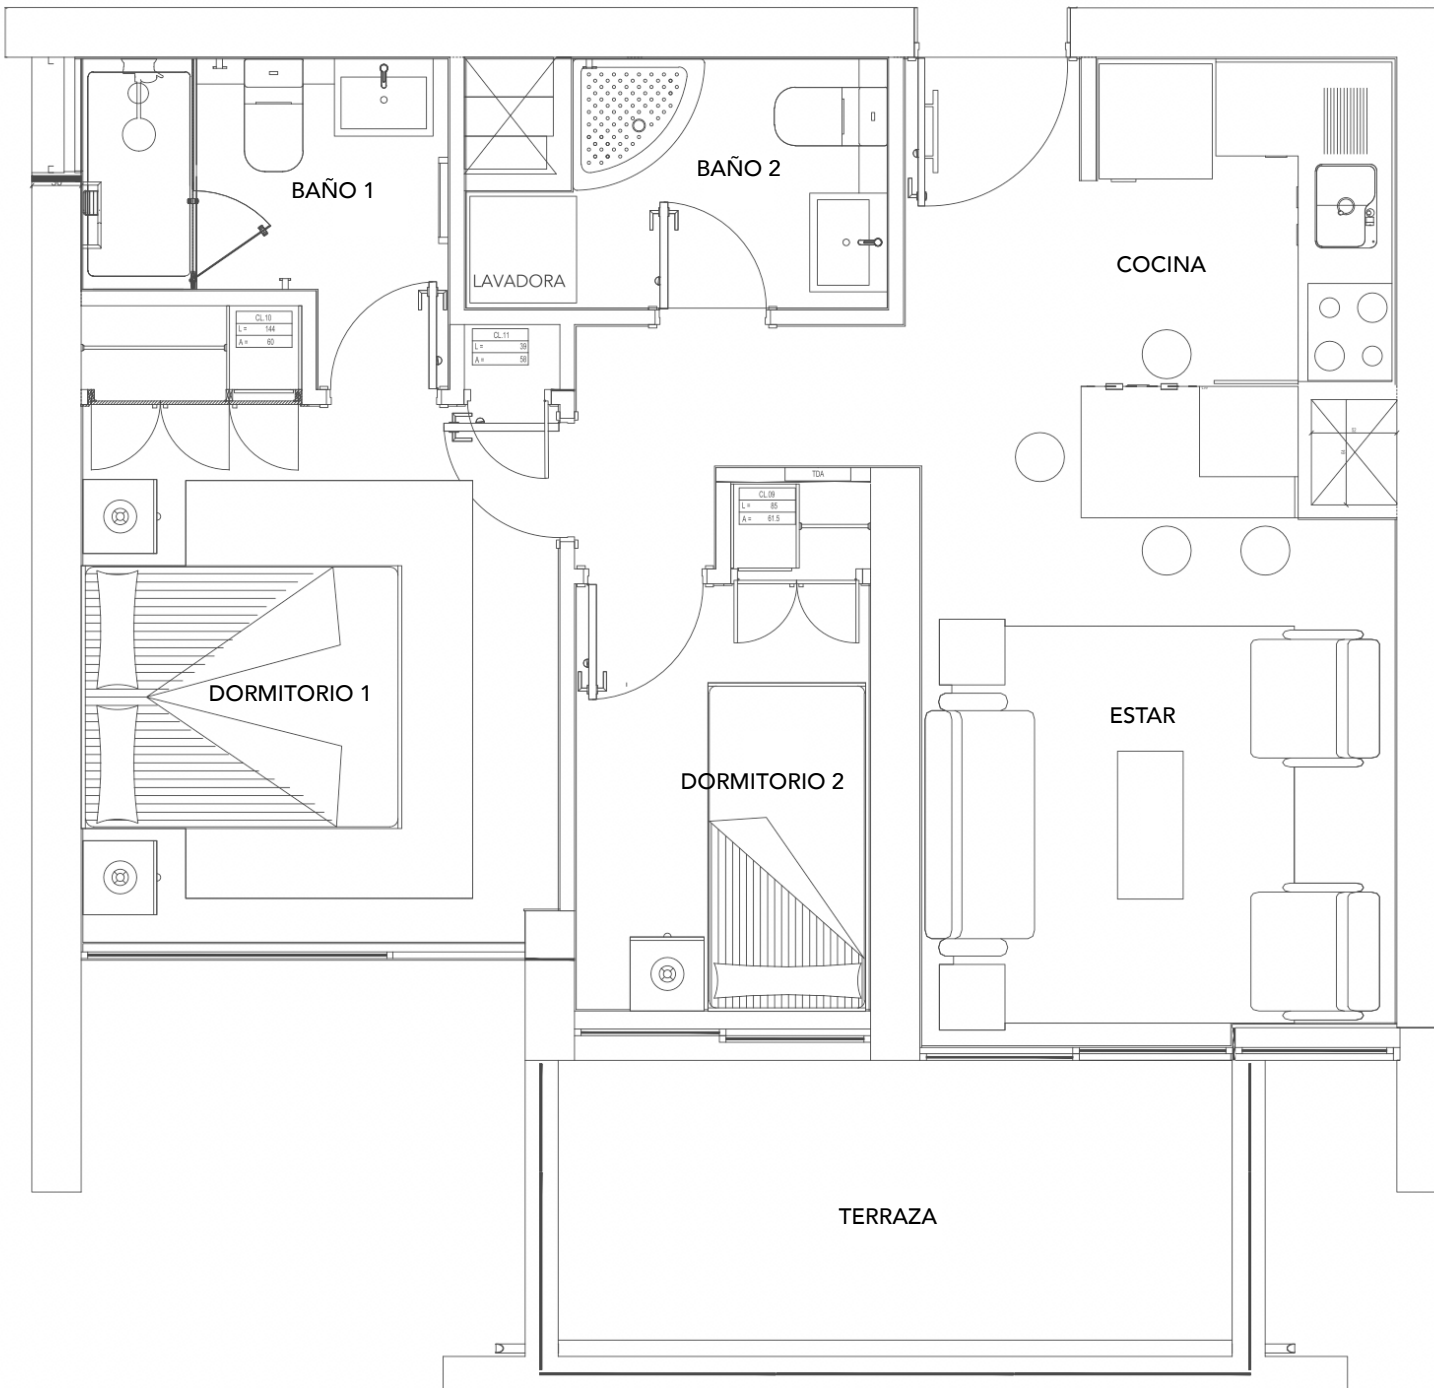 BAÑO 1
BAÑO 2
LAVADORA
COCINA
CL.10
L = 144
A = 60
CL.11
L = 39
A = 58
TDA
CL.09
L = 85
A = 61.5
DORMITORIO 1
DORMITORIO 2
ESTAR
TERRAZA